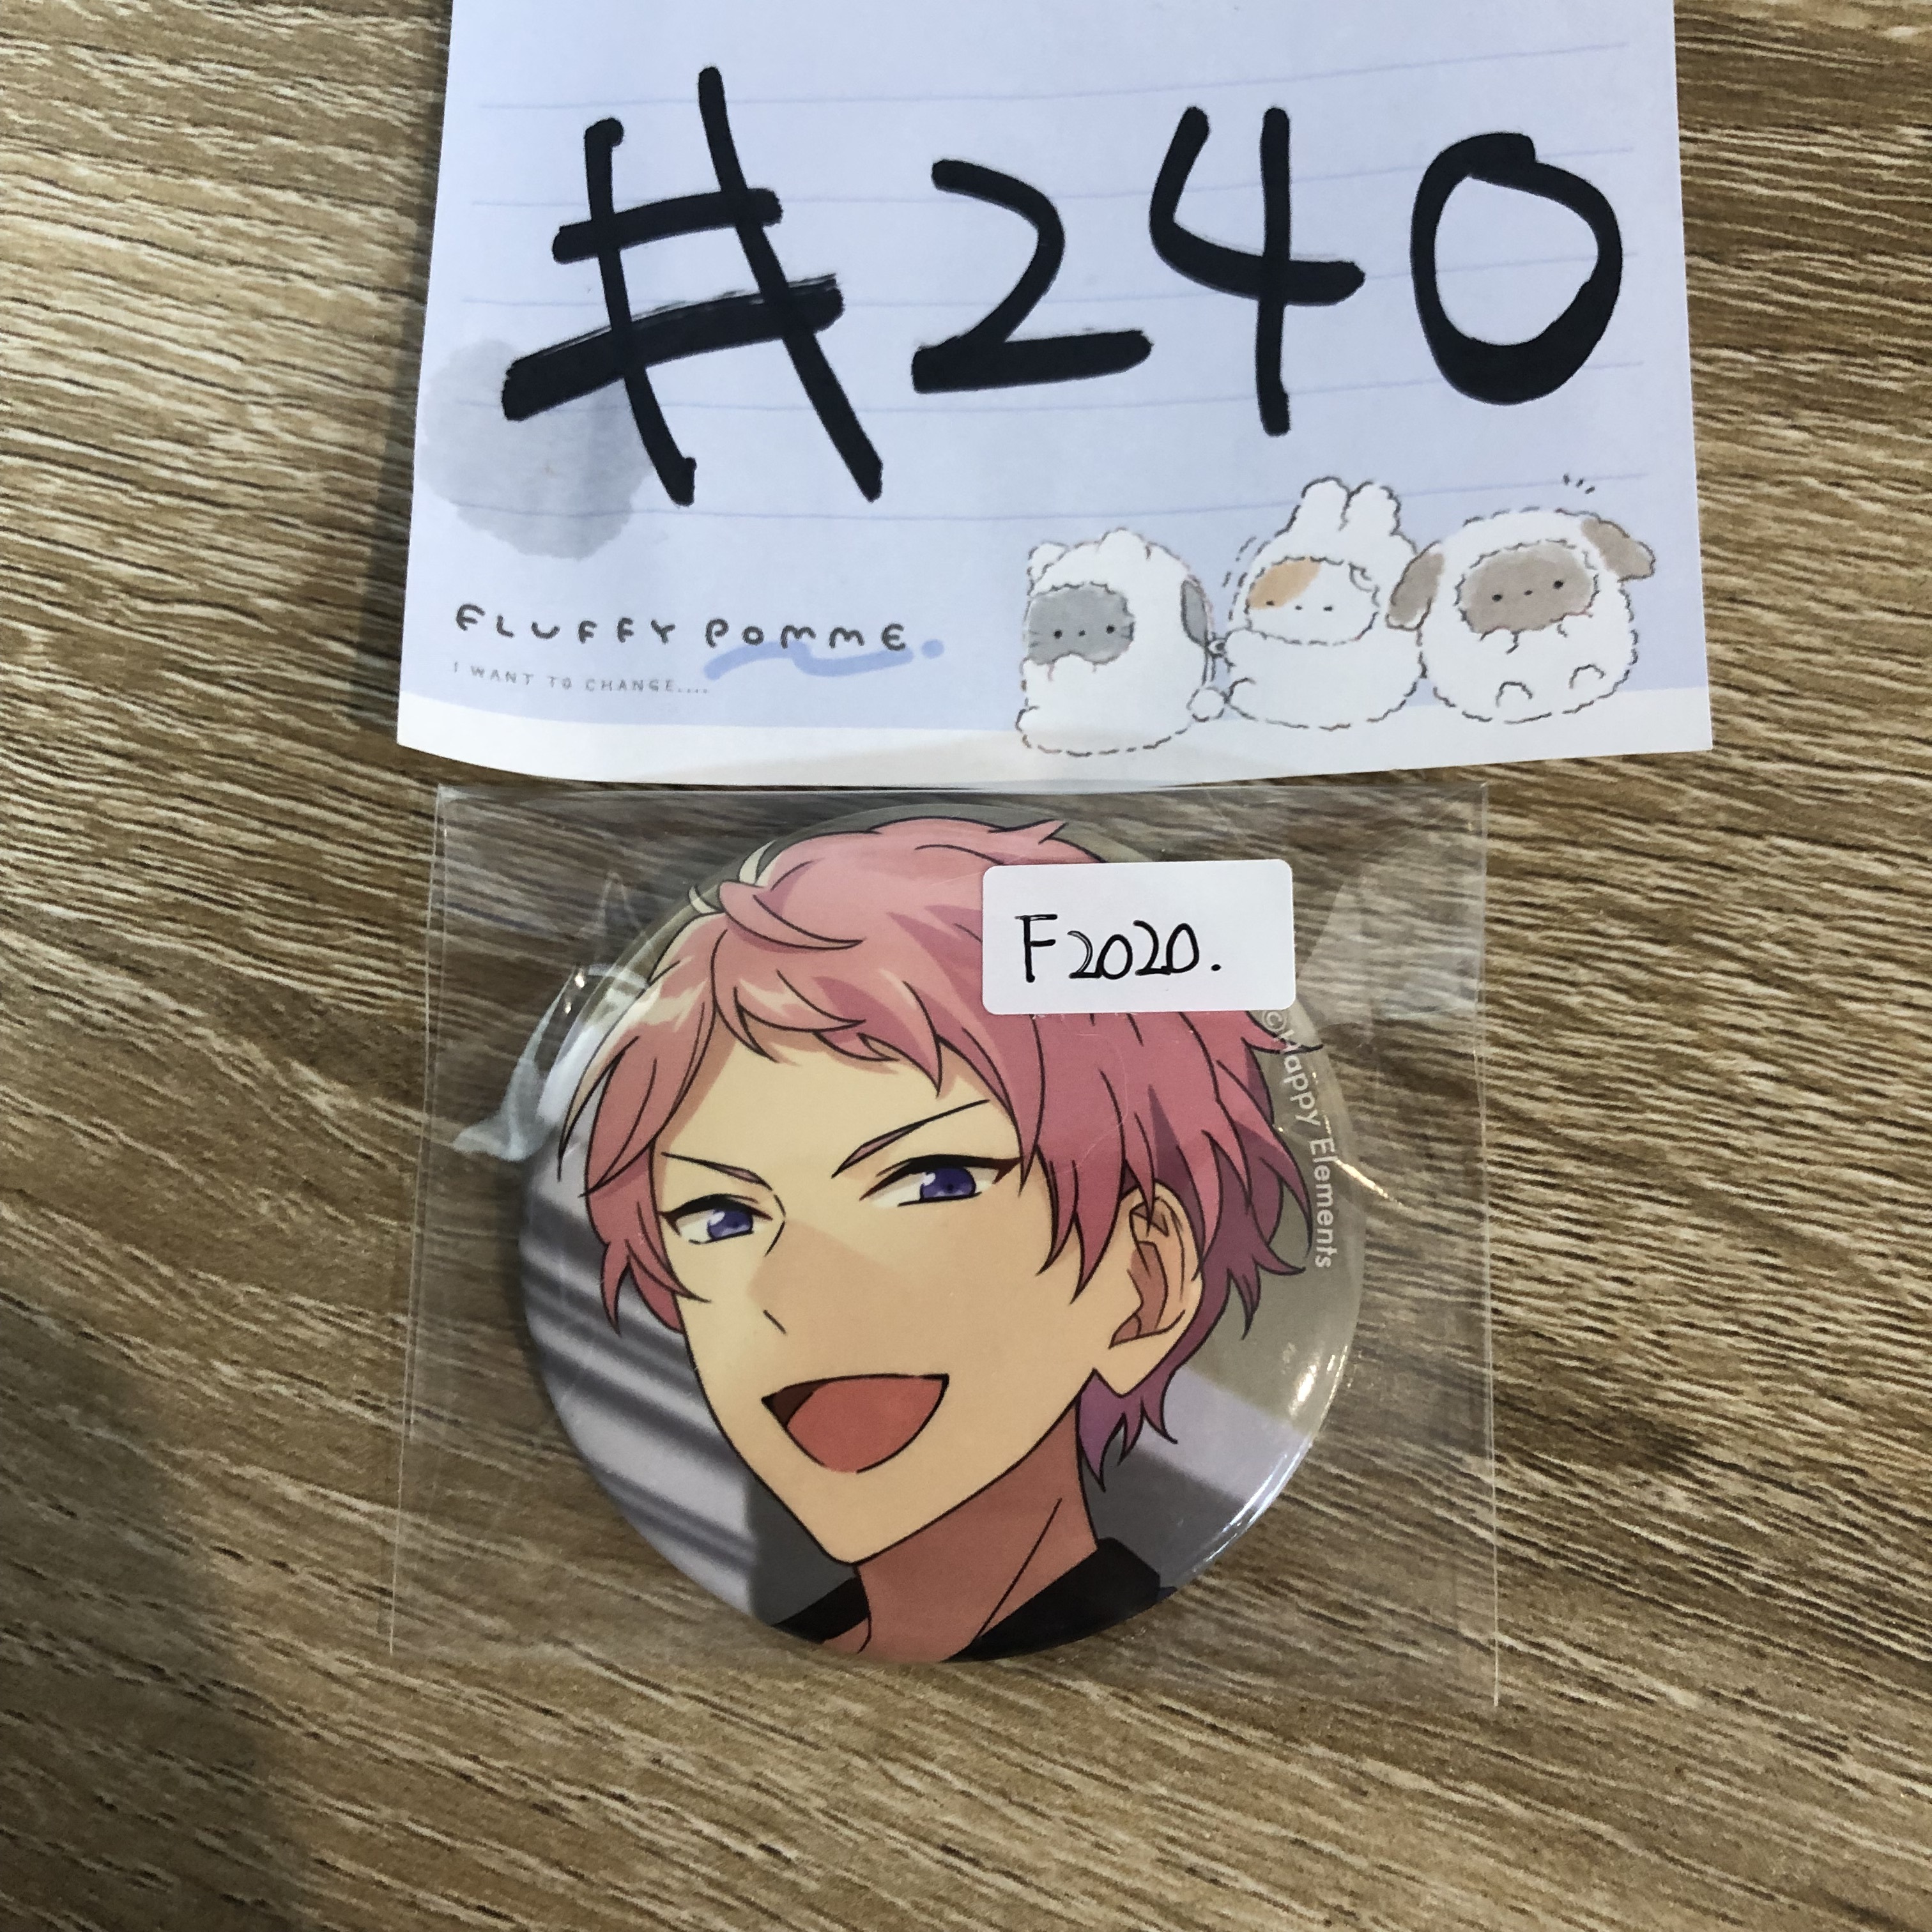 #240
FLUFFY POMME.
I WANT TO CHANGE....
F2020.
©Happy Elements